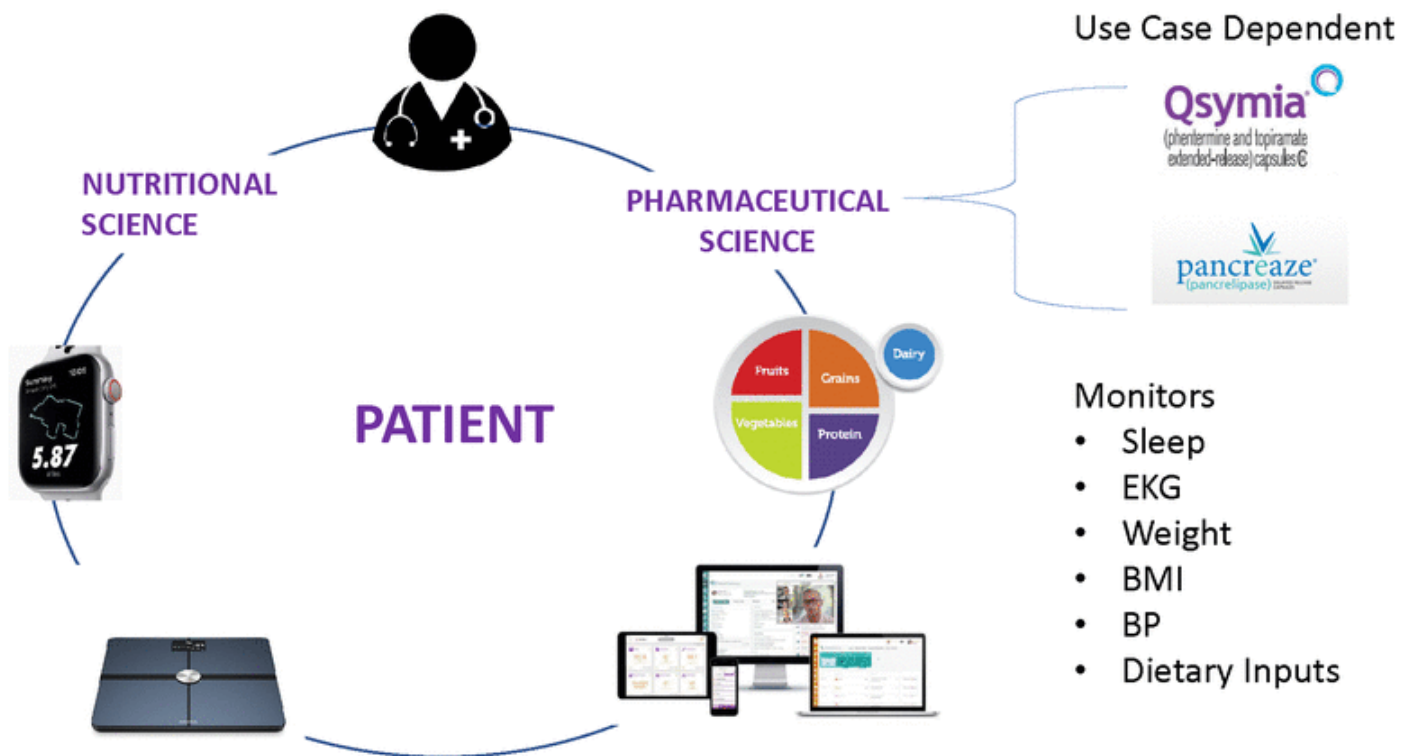 Use Case Dependent
Qsymia®
(phentermine and topiramate
extended-release) capsules
NUTRITIONAL
SCIENCE
PHARMACEUTICAL
SCIENCE
pancreaze®
(pancrelipase)
Dairy
Fruits
Grains
Vegetables
Protein
5.87
PATIENT
Monitors
• Sleep
• EKG
• Weight
• BMI
• BP
• Dietary Inputs